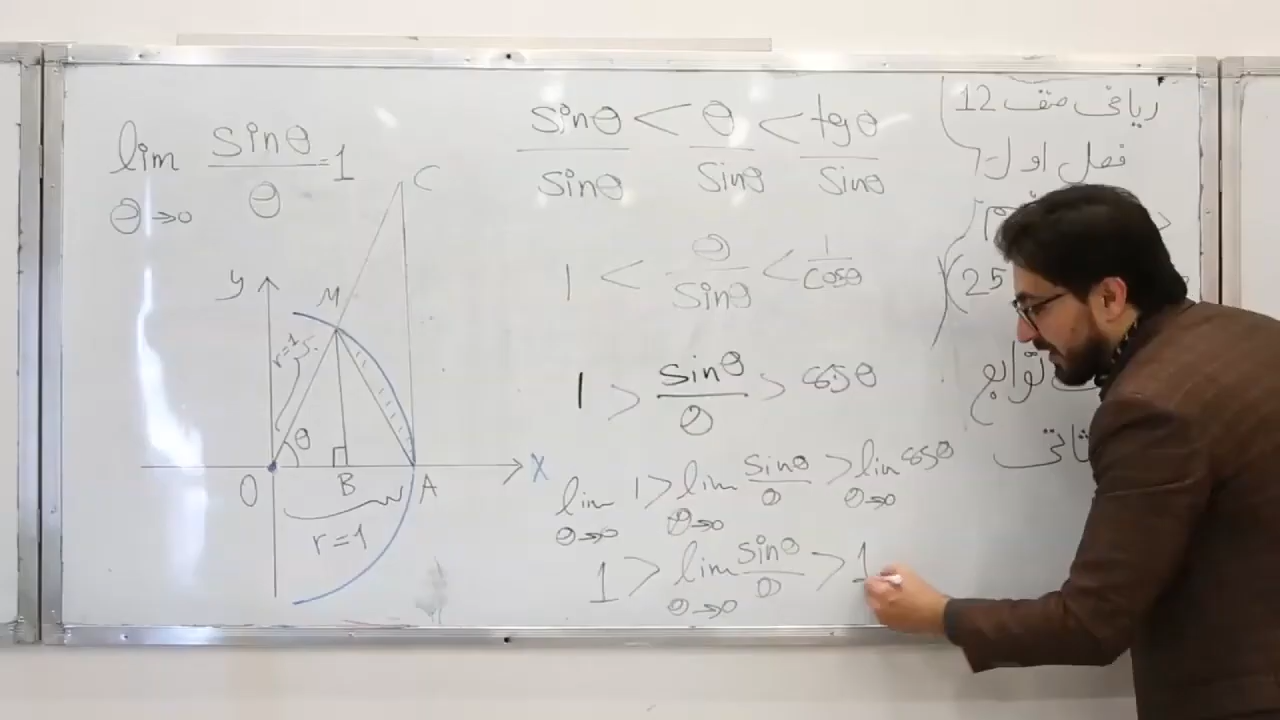 lim sinθ/θ = 1
θ→0
y
M
C
r=1
θ
O
B
A
X
r=1
sinθ/sinθ < θ/sinθ < tgθ/sinθ
1 < θ/sinθ < 1/cosθ
1 > sinθ/θ > cosθ
lim 1 > lim sinθ/θ > lim cosθ
θ→0 θ→0 θ→0
1 > lim sinθ/θ > 1
θ→0
ریاضی صنف 12
فصل اول
25
توابع